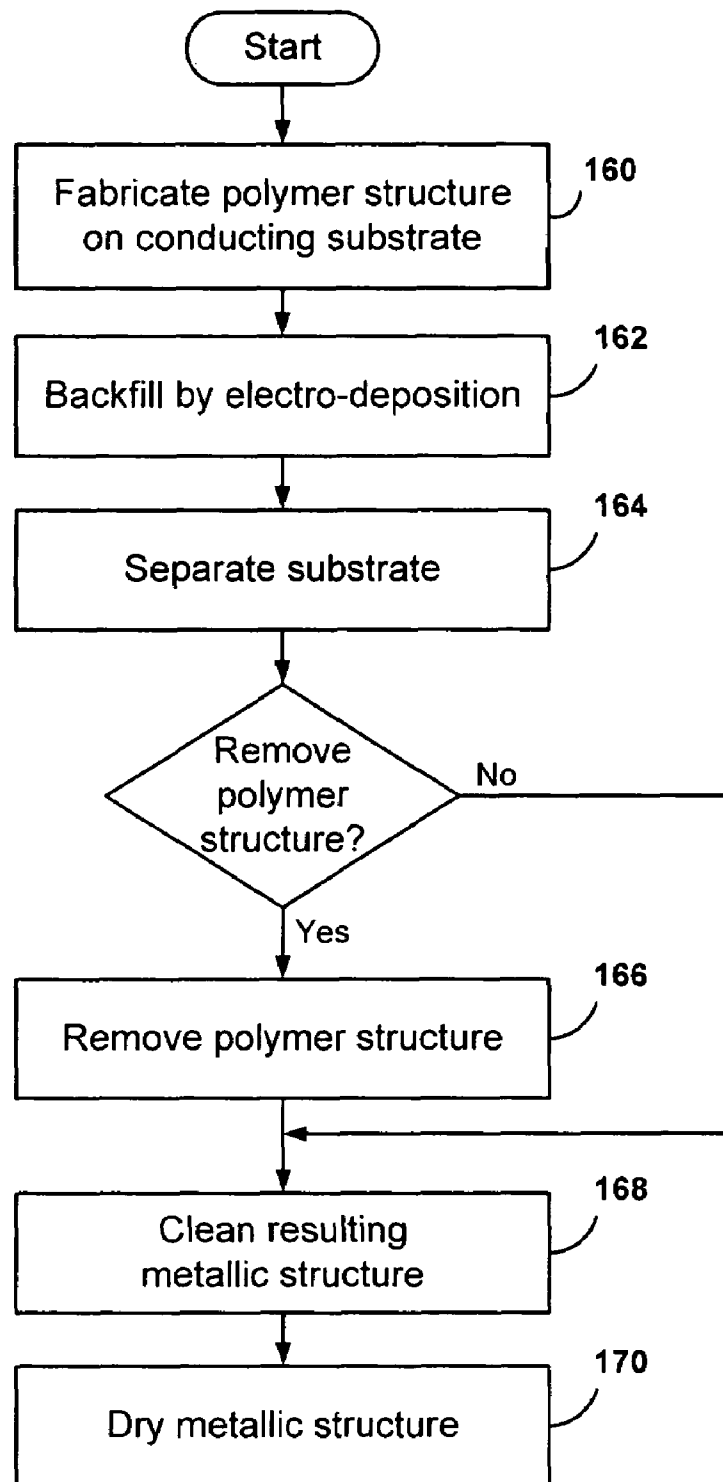 Start
Fabricate polymer structure
on conducting substrate
160
Backfill by electro-deposition
162
Separate substrate
164
Remove
polymer
structure?
No
Yes
Remove polymer structure
166
Clean resulting
metallic structure
168
Dry metallic structure
170